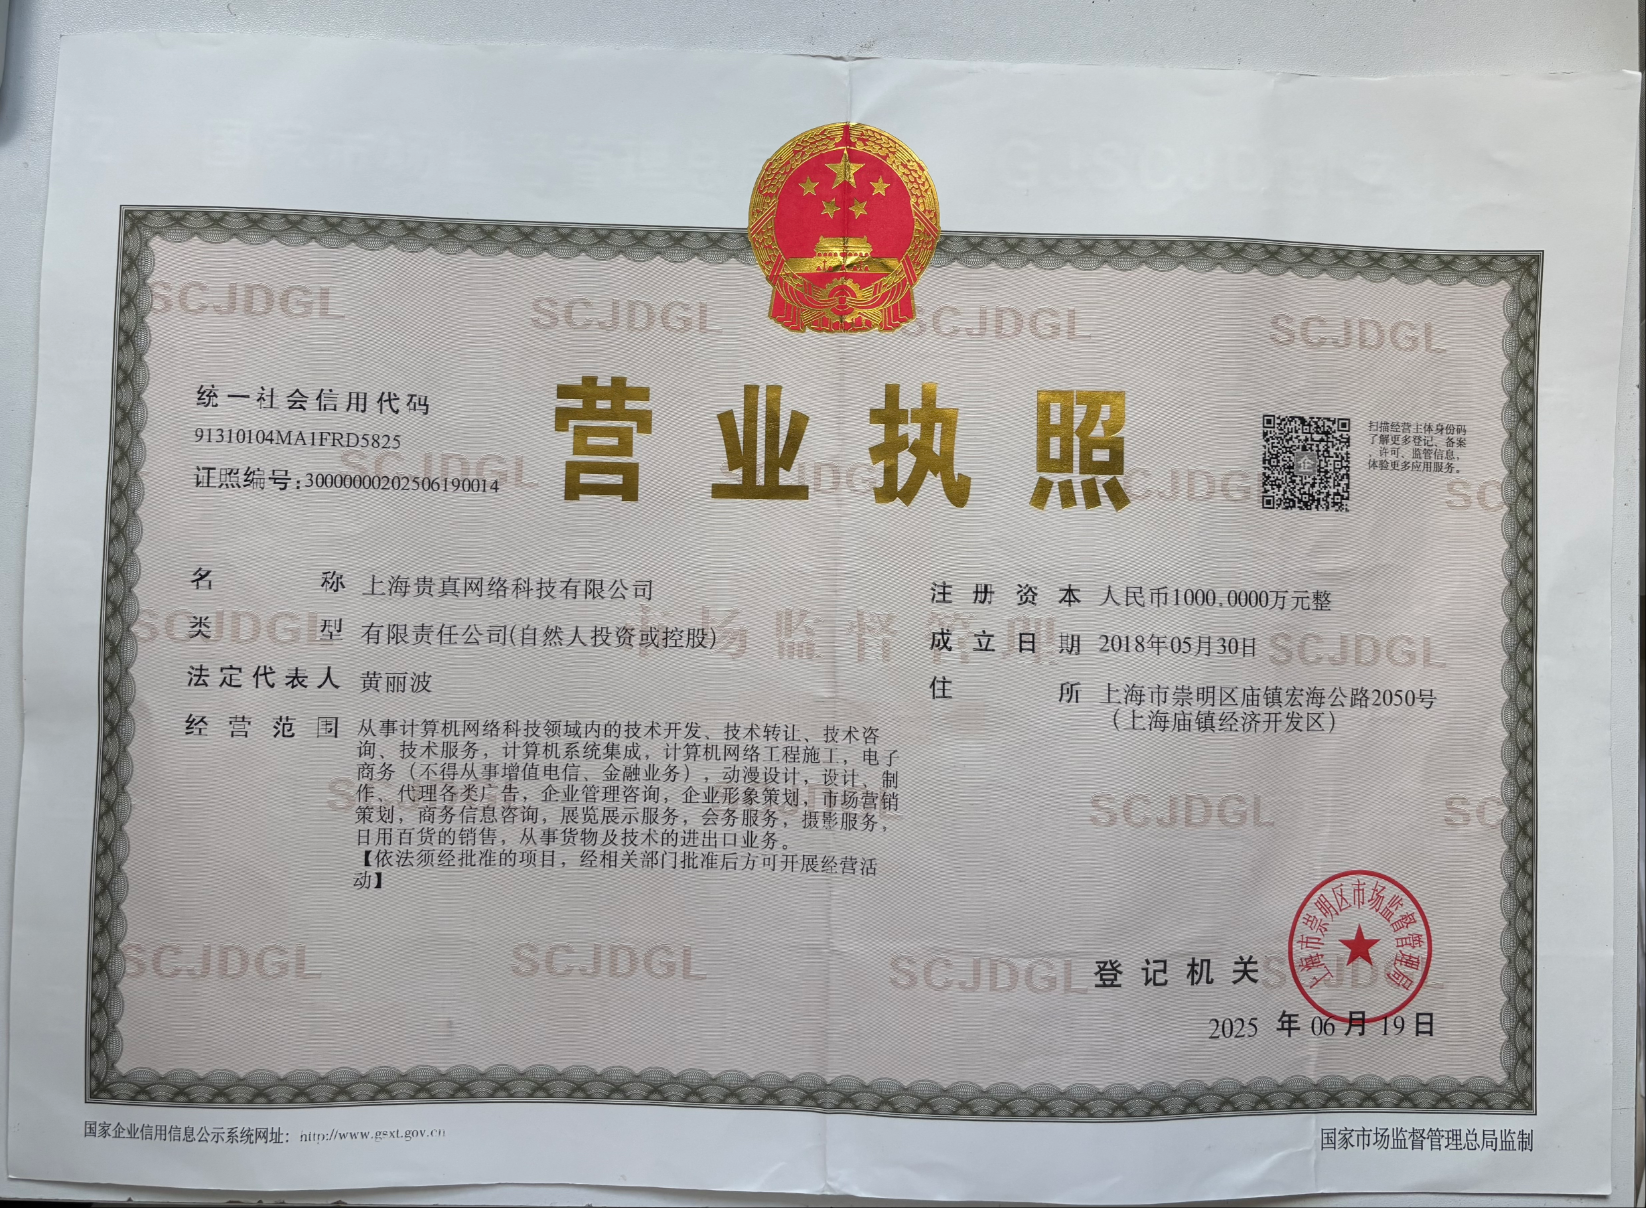 统一社会信用代码
91310104MA1FRD5825
证照编号:30000000202506190014
营业执照
扫描经营主体身份码
了解更多登记、备案
、许可、监管信息,
体验更多应用服务。
名称 上海贵真网络科技有限公司
类型 有限责任公司(自然人投资或控股)
法定代表人 黄丽波
经营范围 从事计算机网络科技领域内的技术开发、技术转让、技术咨
询、技术服务,计算机系统集成,计算机网络工程施工,电子
商务(不得从事增值电信、金融业务),动漫设计,设计、制
作、代理各类广告,企业管理咨询,企业形象策划,市场营销
策划,商务信息咨询,展览展示服务,会务服务,摄影服务,
日用百货的销售,从事货物及技术的进出口业务。
【依法须经批准的项目,经相关部门批准后方可开展经营活
动】
注册资本 人民币1000.0000万元整
成立日期 2018年05月30日
住所 上海市崇明区庙镇宏海公路2050号
(上海庙镇经济开发区)
登记机关
上海市崇明区市场监督管理局
2025 年 06 月 19 日
国家企业信用信息公示系统网址: http://www.gsxt.gov.cn
国家市场监督管理总局监制
SCJDGL
市场监督管理